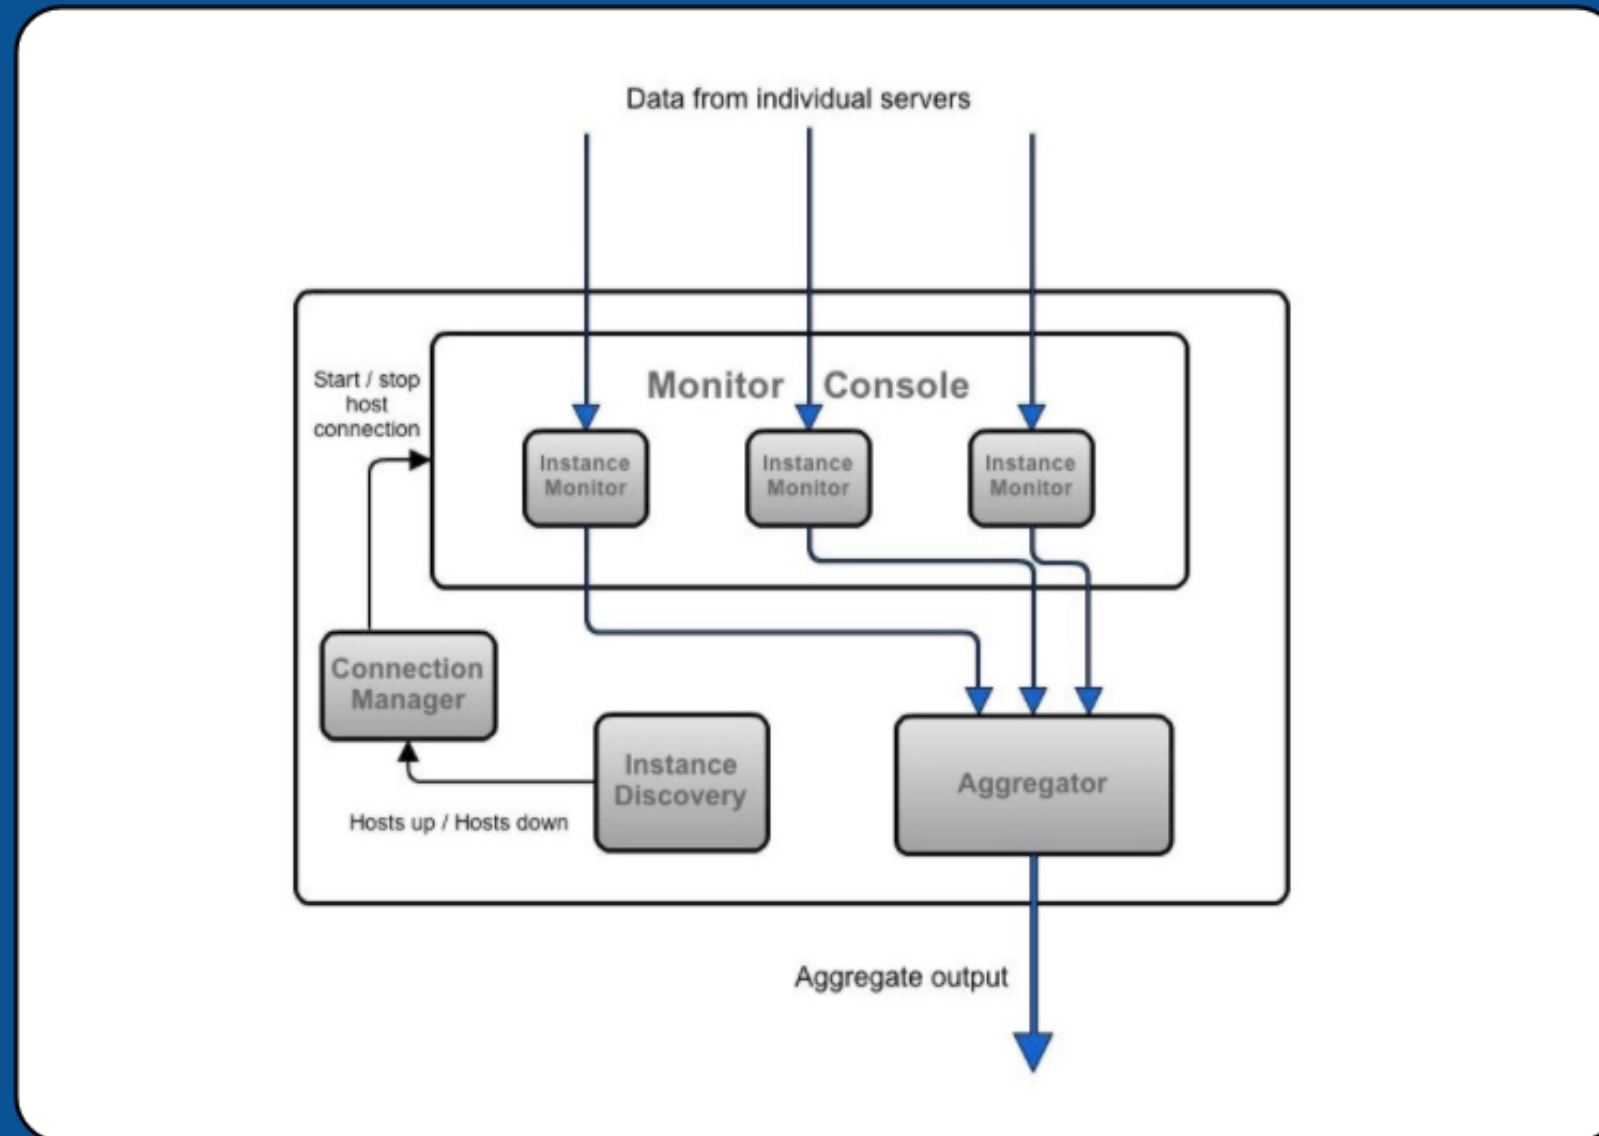 Data from individual servers
Start / stop
host
connection
Monitor Console
Instance
Monitor
Instance
Monitor
Instance
Monitor
Connection
Manager
Instance
Discovery
Hosts up / Hosts down
Aggregator
Aggregate output